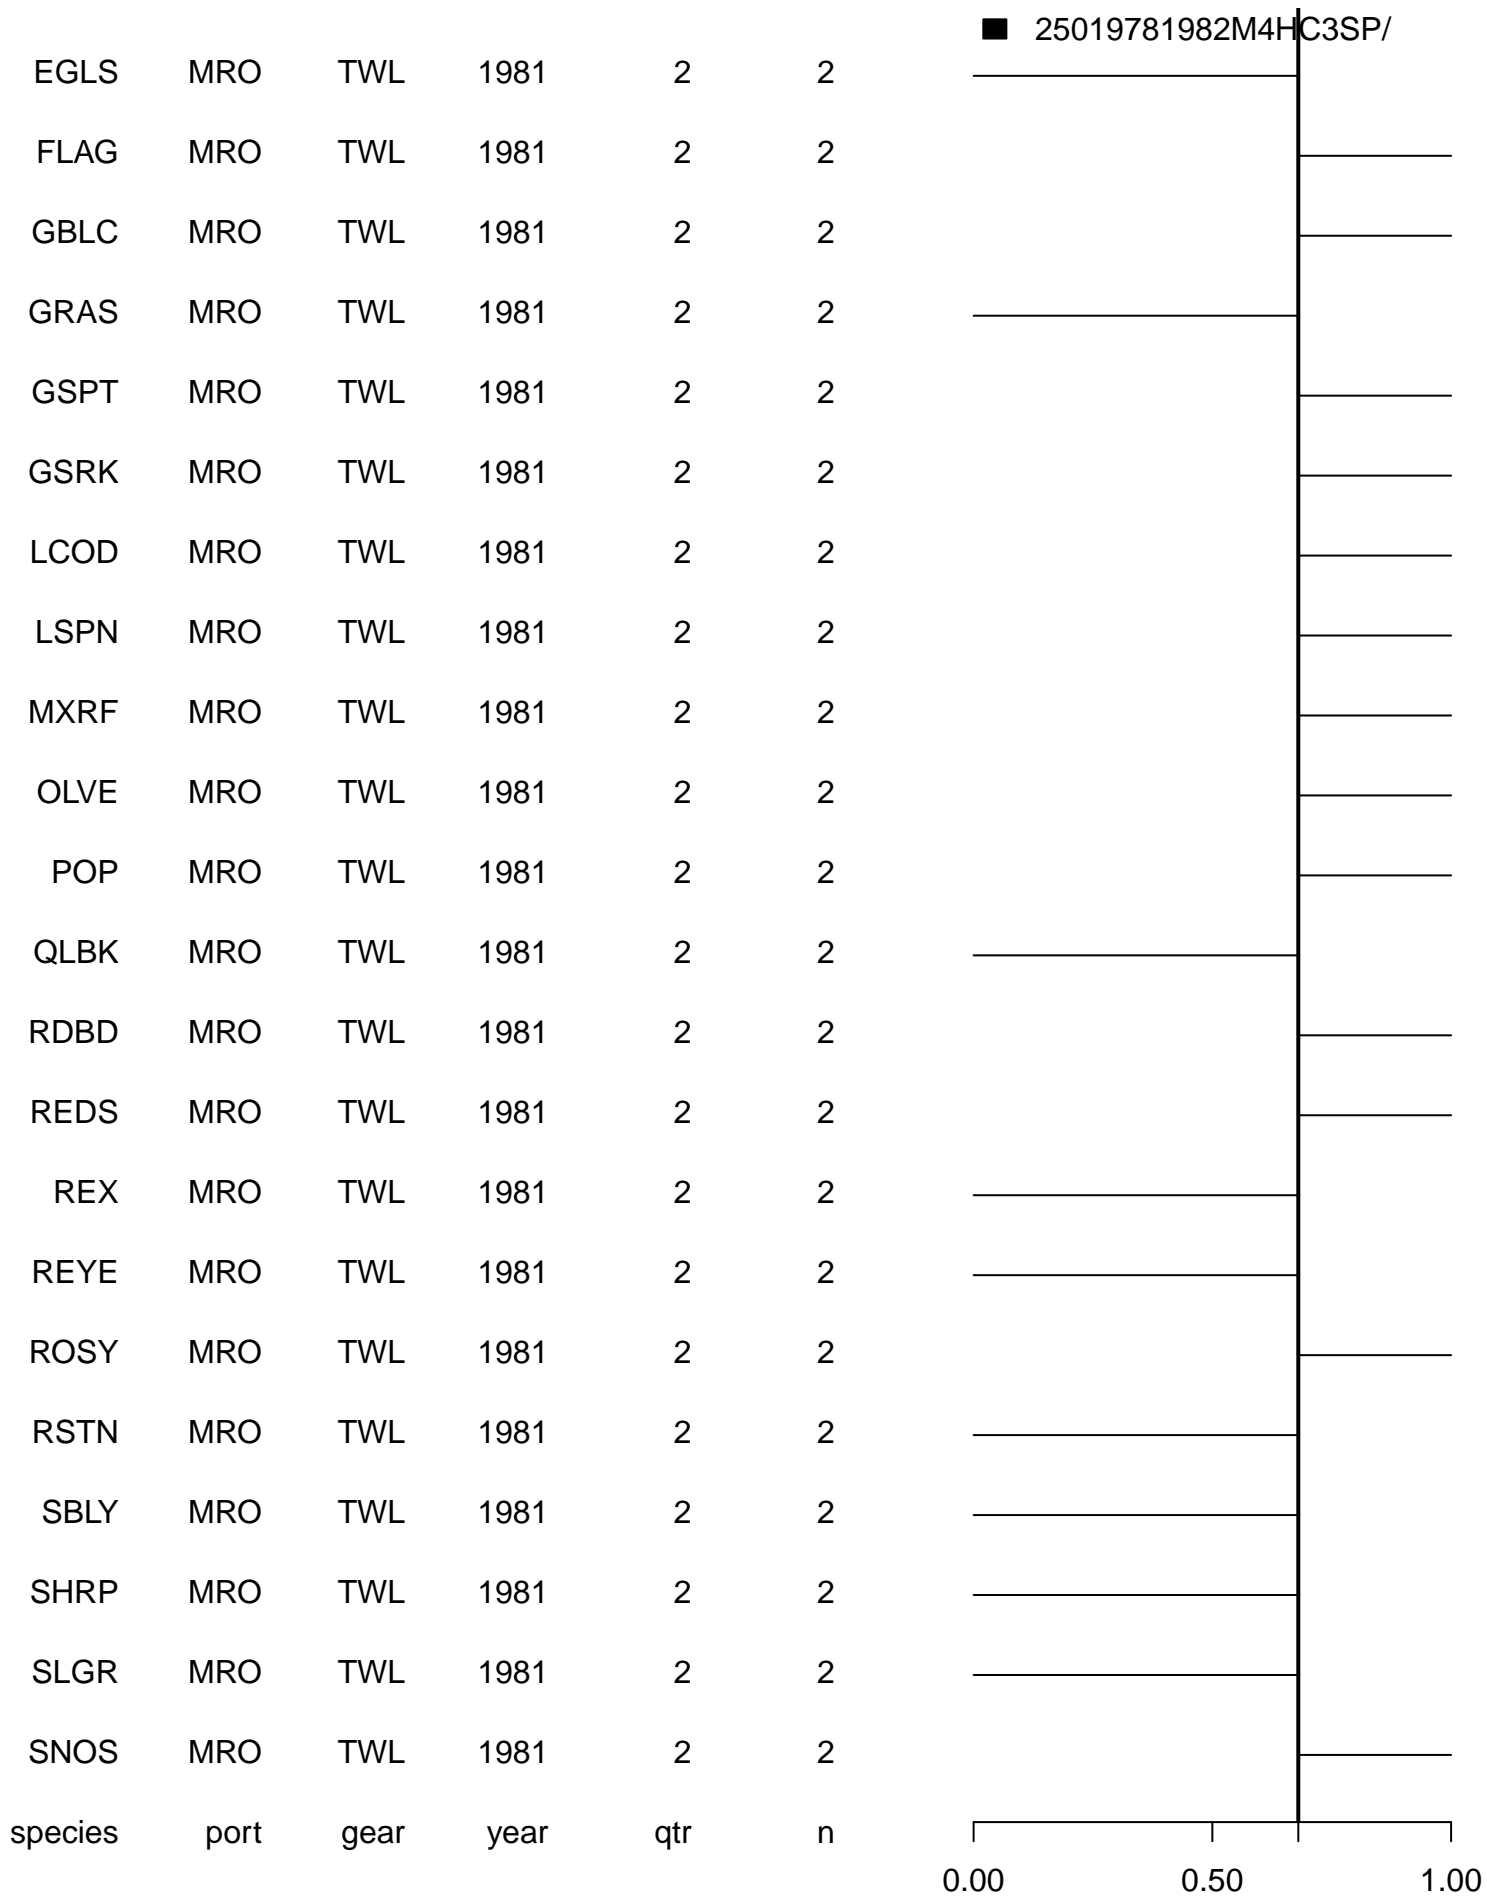 25019781982M4HC3SP/
EGLS MRO TWL 1981 2 2
FLAG MRO TWL 1981 2 2
GBLC MRO TWL 1981 2 2
GRAS MRO TWL 1981 2 2
GSPT MRO TWL 1981 2 2
GSRK MRO TWL 1981 2 2
LCOD MRO TWL 1981 2 2
LSPN MRO TWL 1981 2 2
MXRF MRO TWL 1981 2 2
OLVE MRO TWL 1981 2 2
POP MRO TWL 1981 2 2
QLBK MRO TWL 1981 2 2
RDBD MRO TWL 1981 2 2
REDS MRO TWL 1981 2 2
REX MRO TWL 1981 2 2
REYE MRO TWL 1981 2 2
ROSY MRO TWL 1981 2 2
RSTN MRO TWL 1981 2 2
SBLY MRO TWL 1981 2 2
SHRP MRO TWL 1981 2 2
SLGR MRO TWL 1981 2 2
SNOS MRO TWL 1981 2 2
species port gear year qtr n
0.00 0.50 1.00